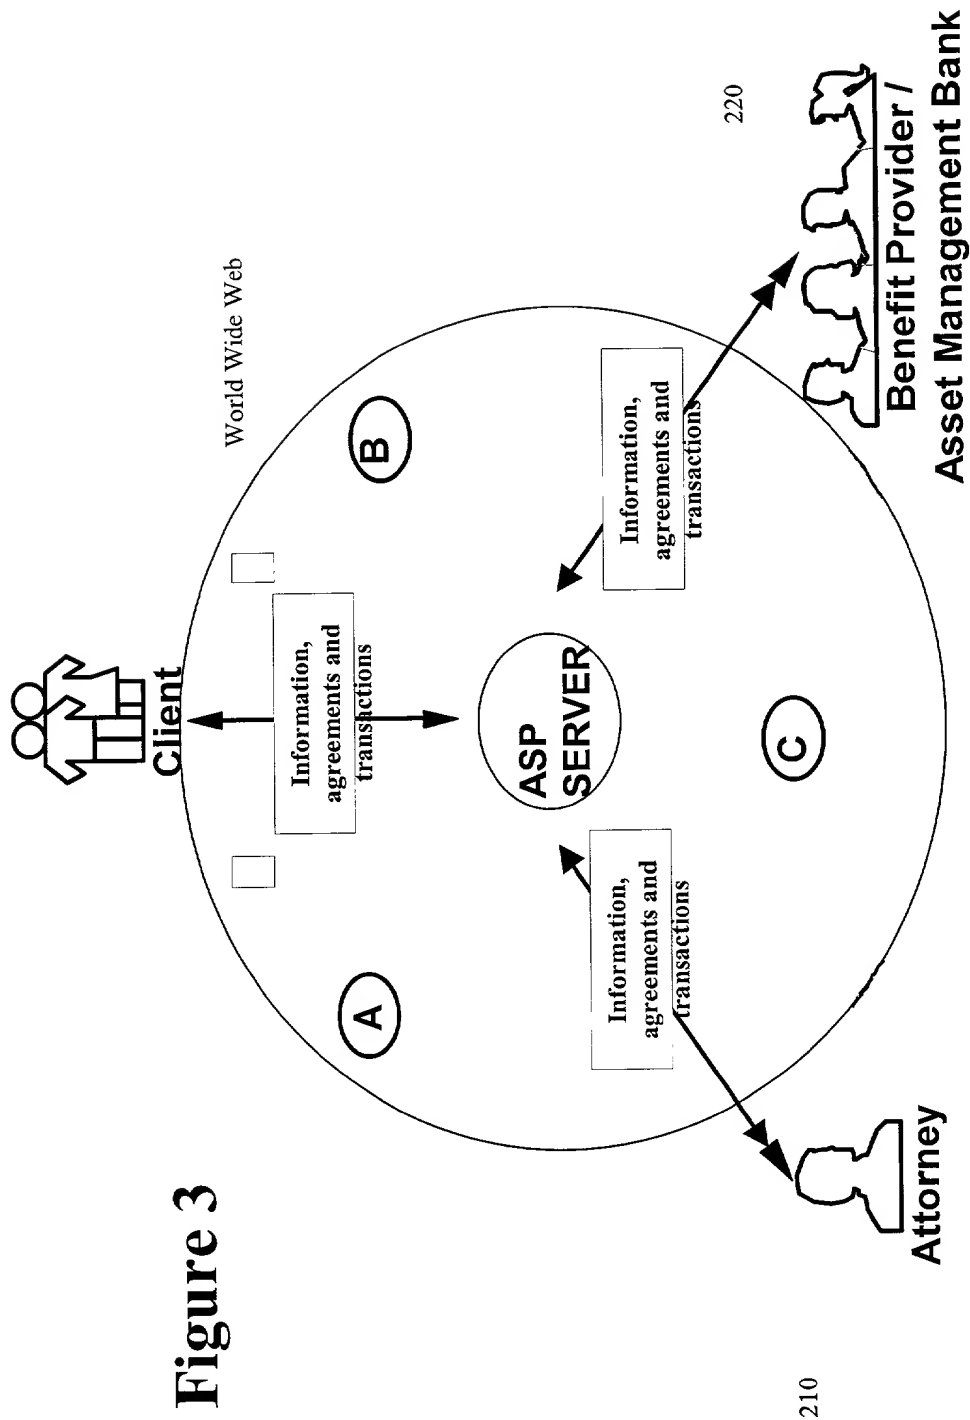 Figure 3
Client
World Wide Web
A
B
Information,
agreements and
transactions
ASP
SERVER
Information,
agreements and
transactions
Information,
agreements and
transactions
C
210
Attorney
220
Benefit Provider /
Asset Management Bank